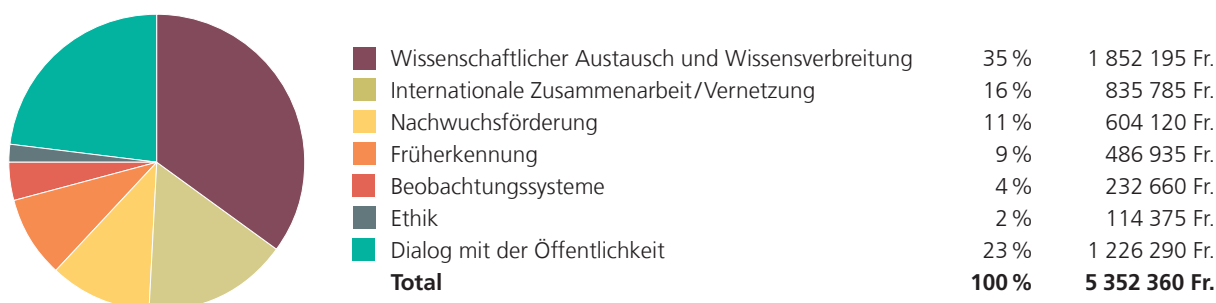 Wissenschaftlicher Austausch und Wissensverbreitung 35 % 1 852 195 Fr.
Internationale Zusammenarbeit/Vernetzung 16 % 835 785 Fr.
Nachwuchsförderung 11 % 604 120 Fr.
Früherkennung 9 % 486 935 Fr.
Beobachtungssysteme 4 % 232 660 Fr.
Ethik 2 % 114 375 Fr.
Dialog mit der Öffentlichkeit 23 % 1 226 290 Fr.
Total 100 % 5 352 360 Fr.